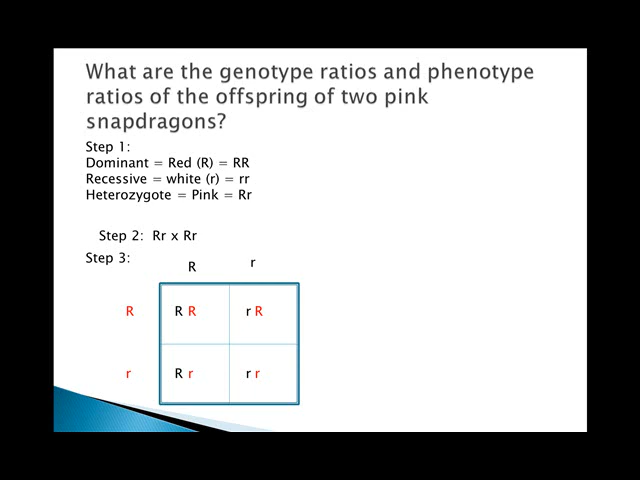 What are the genotype ratios and phenotype
ratios of the offspring of two pink
snapdragons?
Step 1:
Dominant = Red (R) = RR
Recessive = white (r) = rr
Heterozygote = Pink = Rr
Step 2: Rr x Rr
Step 3:
R r
R R R r R
r R r r r